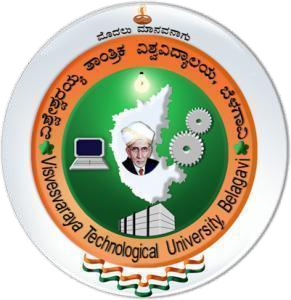 ಮೊದಲು ಮಾನವನಾಗು
ವಿಶ್ವೇಶ್ವರಯ್ಯ ತಾಂತ್ರಿಕ ವಿಶ್ವವಿದ್ಯಾಲಯ, ಬೆಳಗಾವಿ
Visvesvaraya Technological University, Belagavi